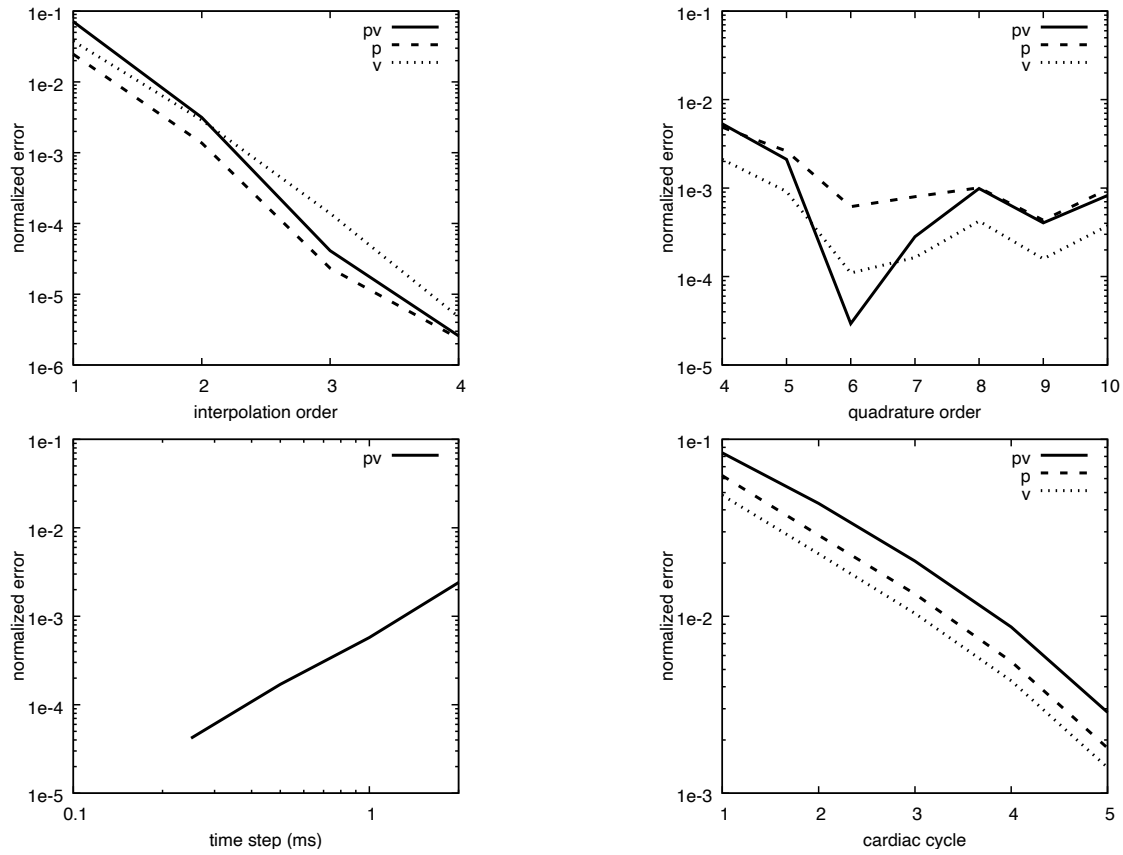 1e-1
1e-2
1e-3
1e-4
1e-5
1e-6
normalized error
pv
p
v
1 2 3 4
interpolation order
1e-1
1e-2
1e-3
1e-4
1e-5
normalized error
pv
p
v
4 5 6 7 8 9 10
quadrature order
1e-1
1e-2
1e-3
1e-4
1e-5
normalized error
pv
0.1 1
time step (ms)
1e-1
1e-2
1e-3
normalized error
pv
p
v
1 2 3 4 5
cardiac cycle